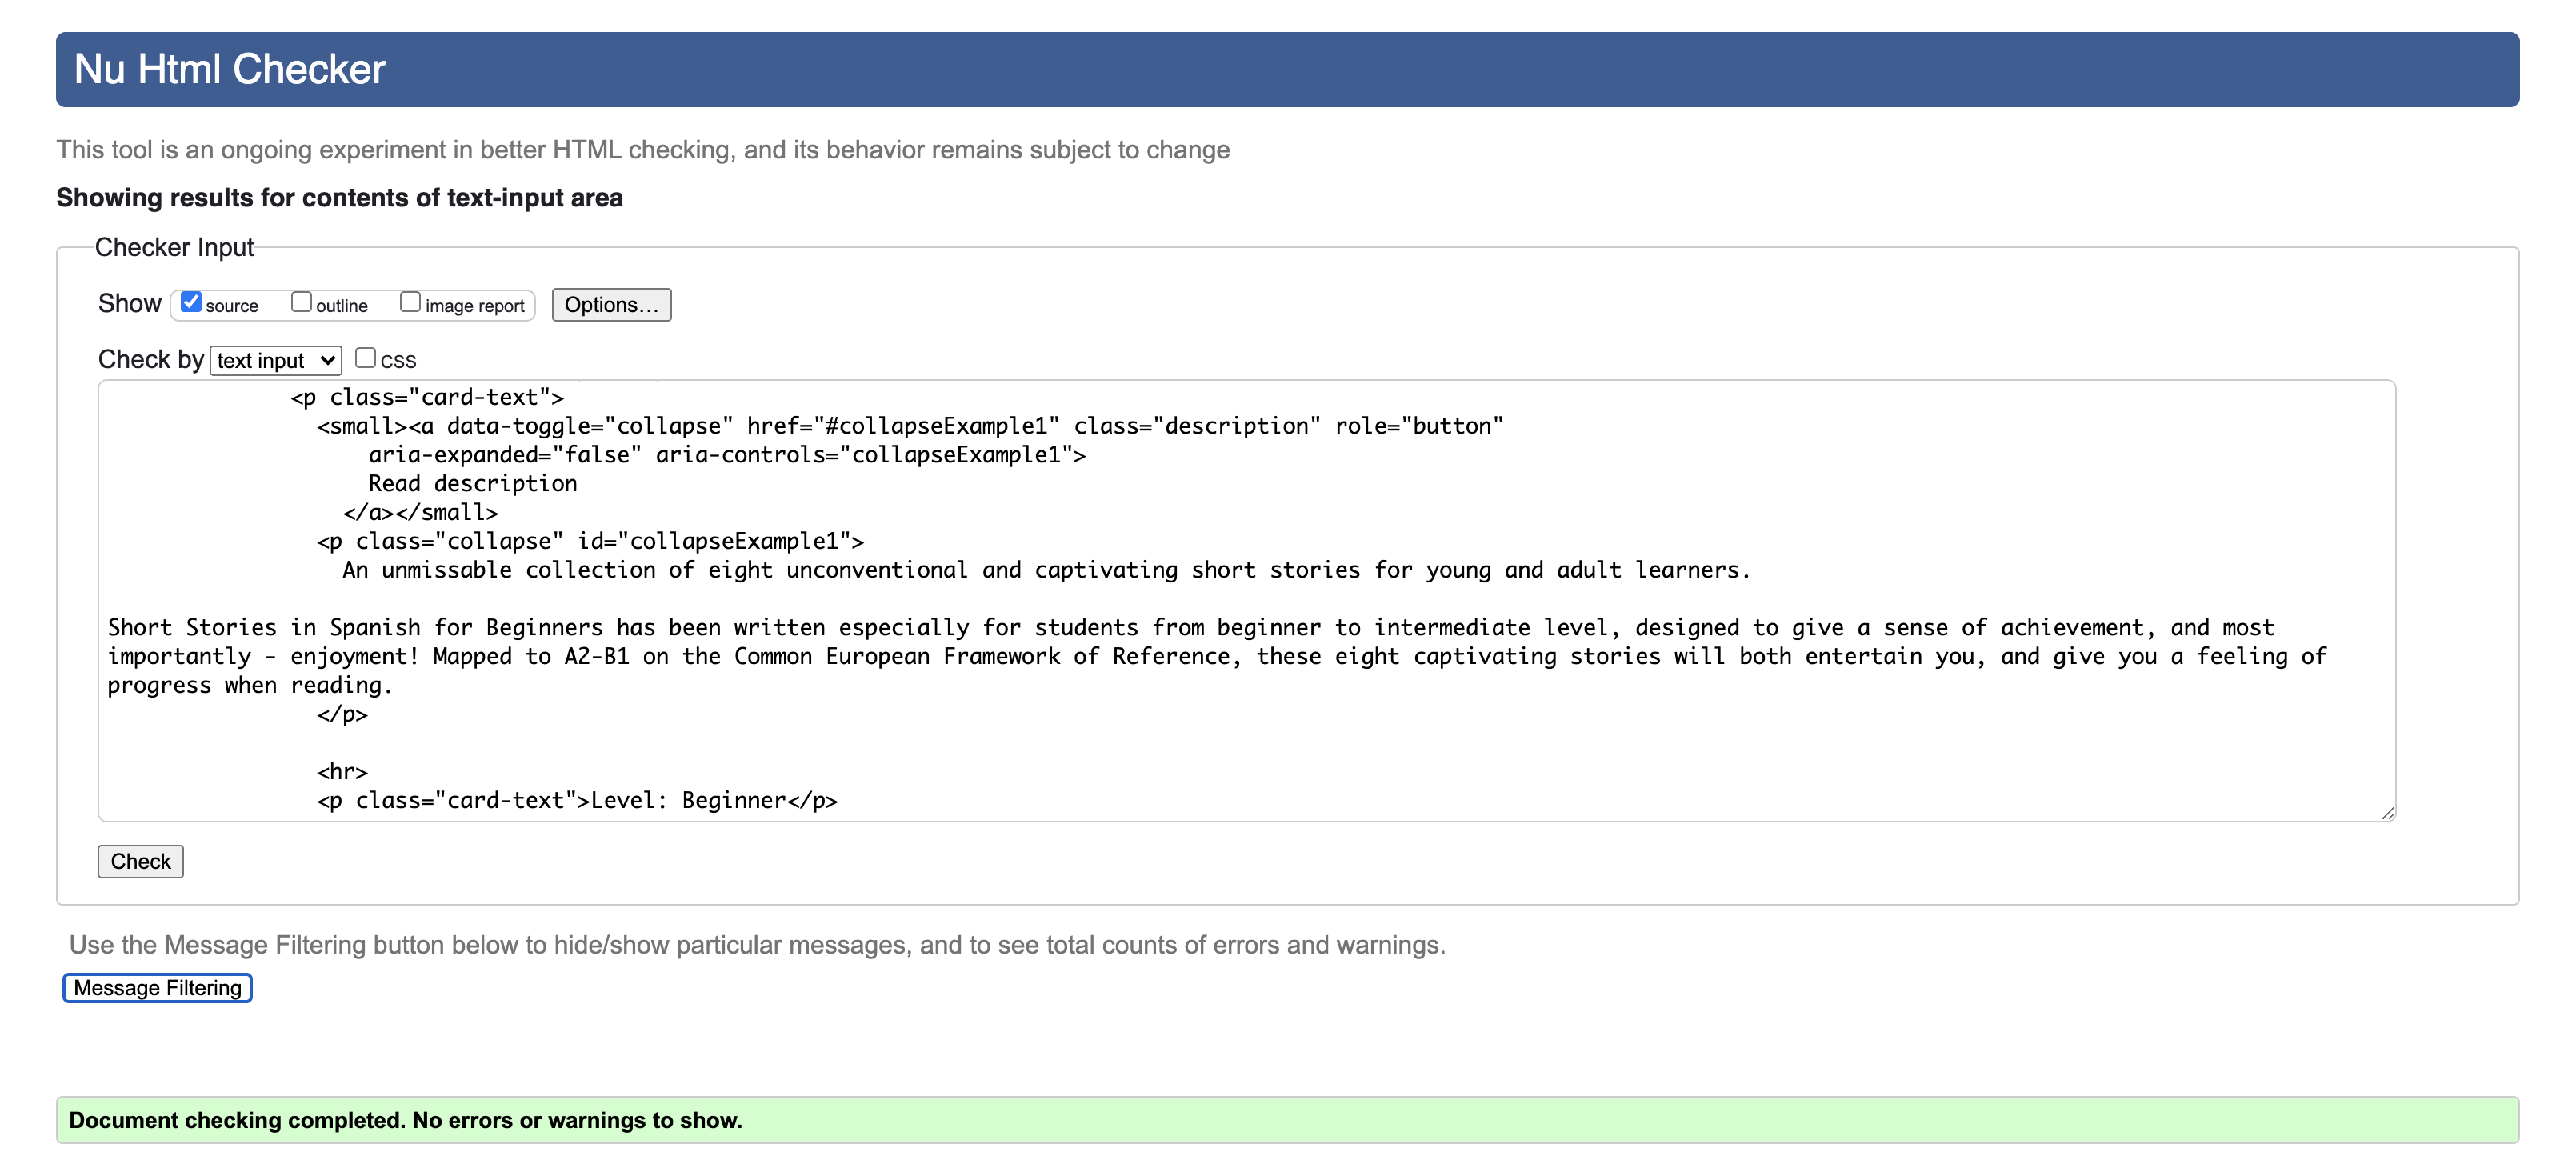 Nu Html Checker
This tool is an ongoing experiment in better HTML checking, and its behavior remains subject to change
Showing results for contents of text-input area
Checker Input
Show source outline image report Options...
Check by text input CSS
<p class="card-text">
<small><a data-toggle="collapse" href="#collapseExample1" class="description" role="button"
aria-expanded="false" aria-controls="collapseExample1">
Read description
</a></small>
<p class="collapse" id="collapseExample1">
An unmissable collection of eight unconventional and captivating short stories for young and adult learners.
Short Stories in Spanish for Beginners has been written especially for students from beginner to intermediate level, designed to give a sense of achievement, and most
importantly - enjoyment! Mapped to A2-B1 on the Common European Framework of Reference, these eight captivating stories will both entertain you, and give you a feeling of
progress when reading.
</p>
<hr>
<p class="card-text">Level: Beginner</p>
Check
Use the Message Filtering button below to hide/show particular messages, and to see total counts of errors and warnings.
Message Filtering
Document checking completed. No errors or warnings to show.